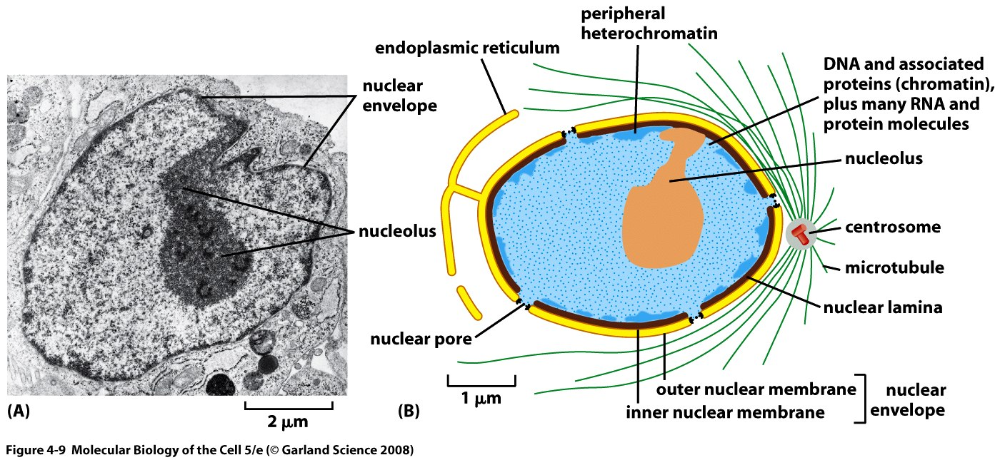 peripheral
heterochromatin
endoplasmic reticulum
DNA and associated
proteins (chromatin),
plus many RNA and
protein molecules
nuclear
envelope
nucleolus
nucleolus
centrosome
microtubule
nuclear lamina
nuclear pore
1 μm
outer nuclear membrane
inner nuclear membrane
nuclear
envelope
(A)
2 μm
(B)
Figure 4-9 Molecular Biology of the Cell 5/e (© Garland Science 2008)